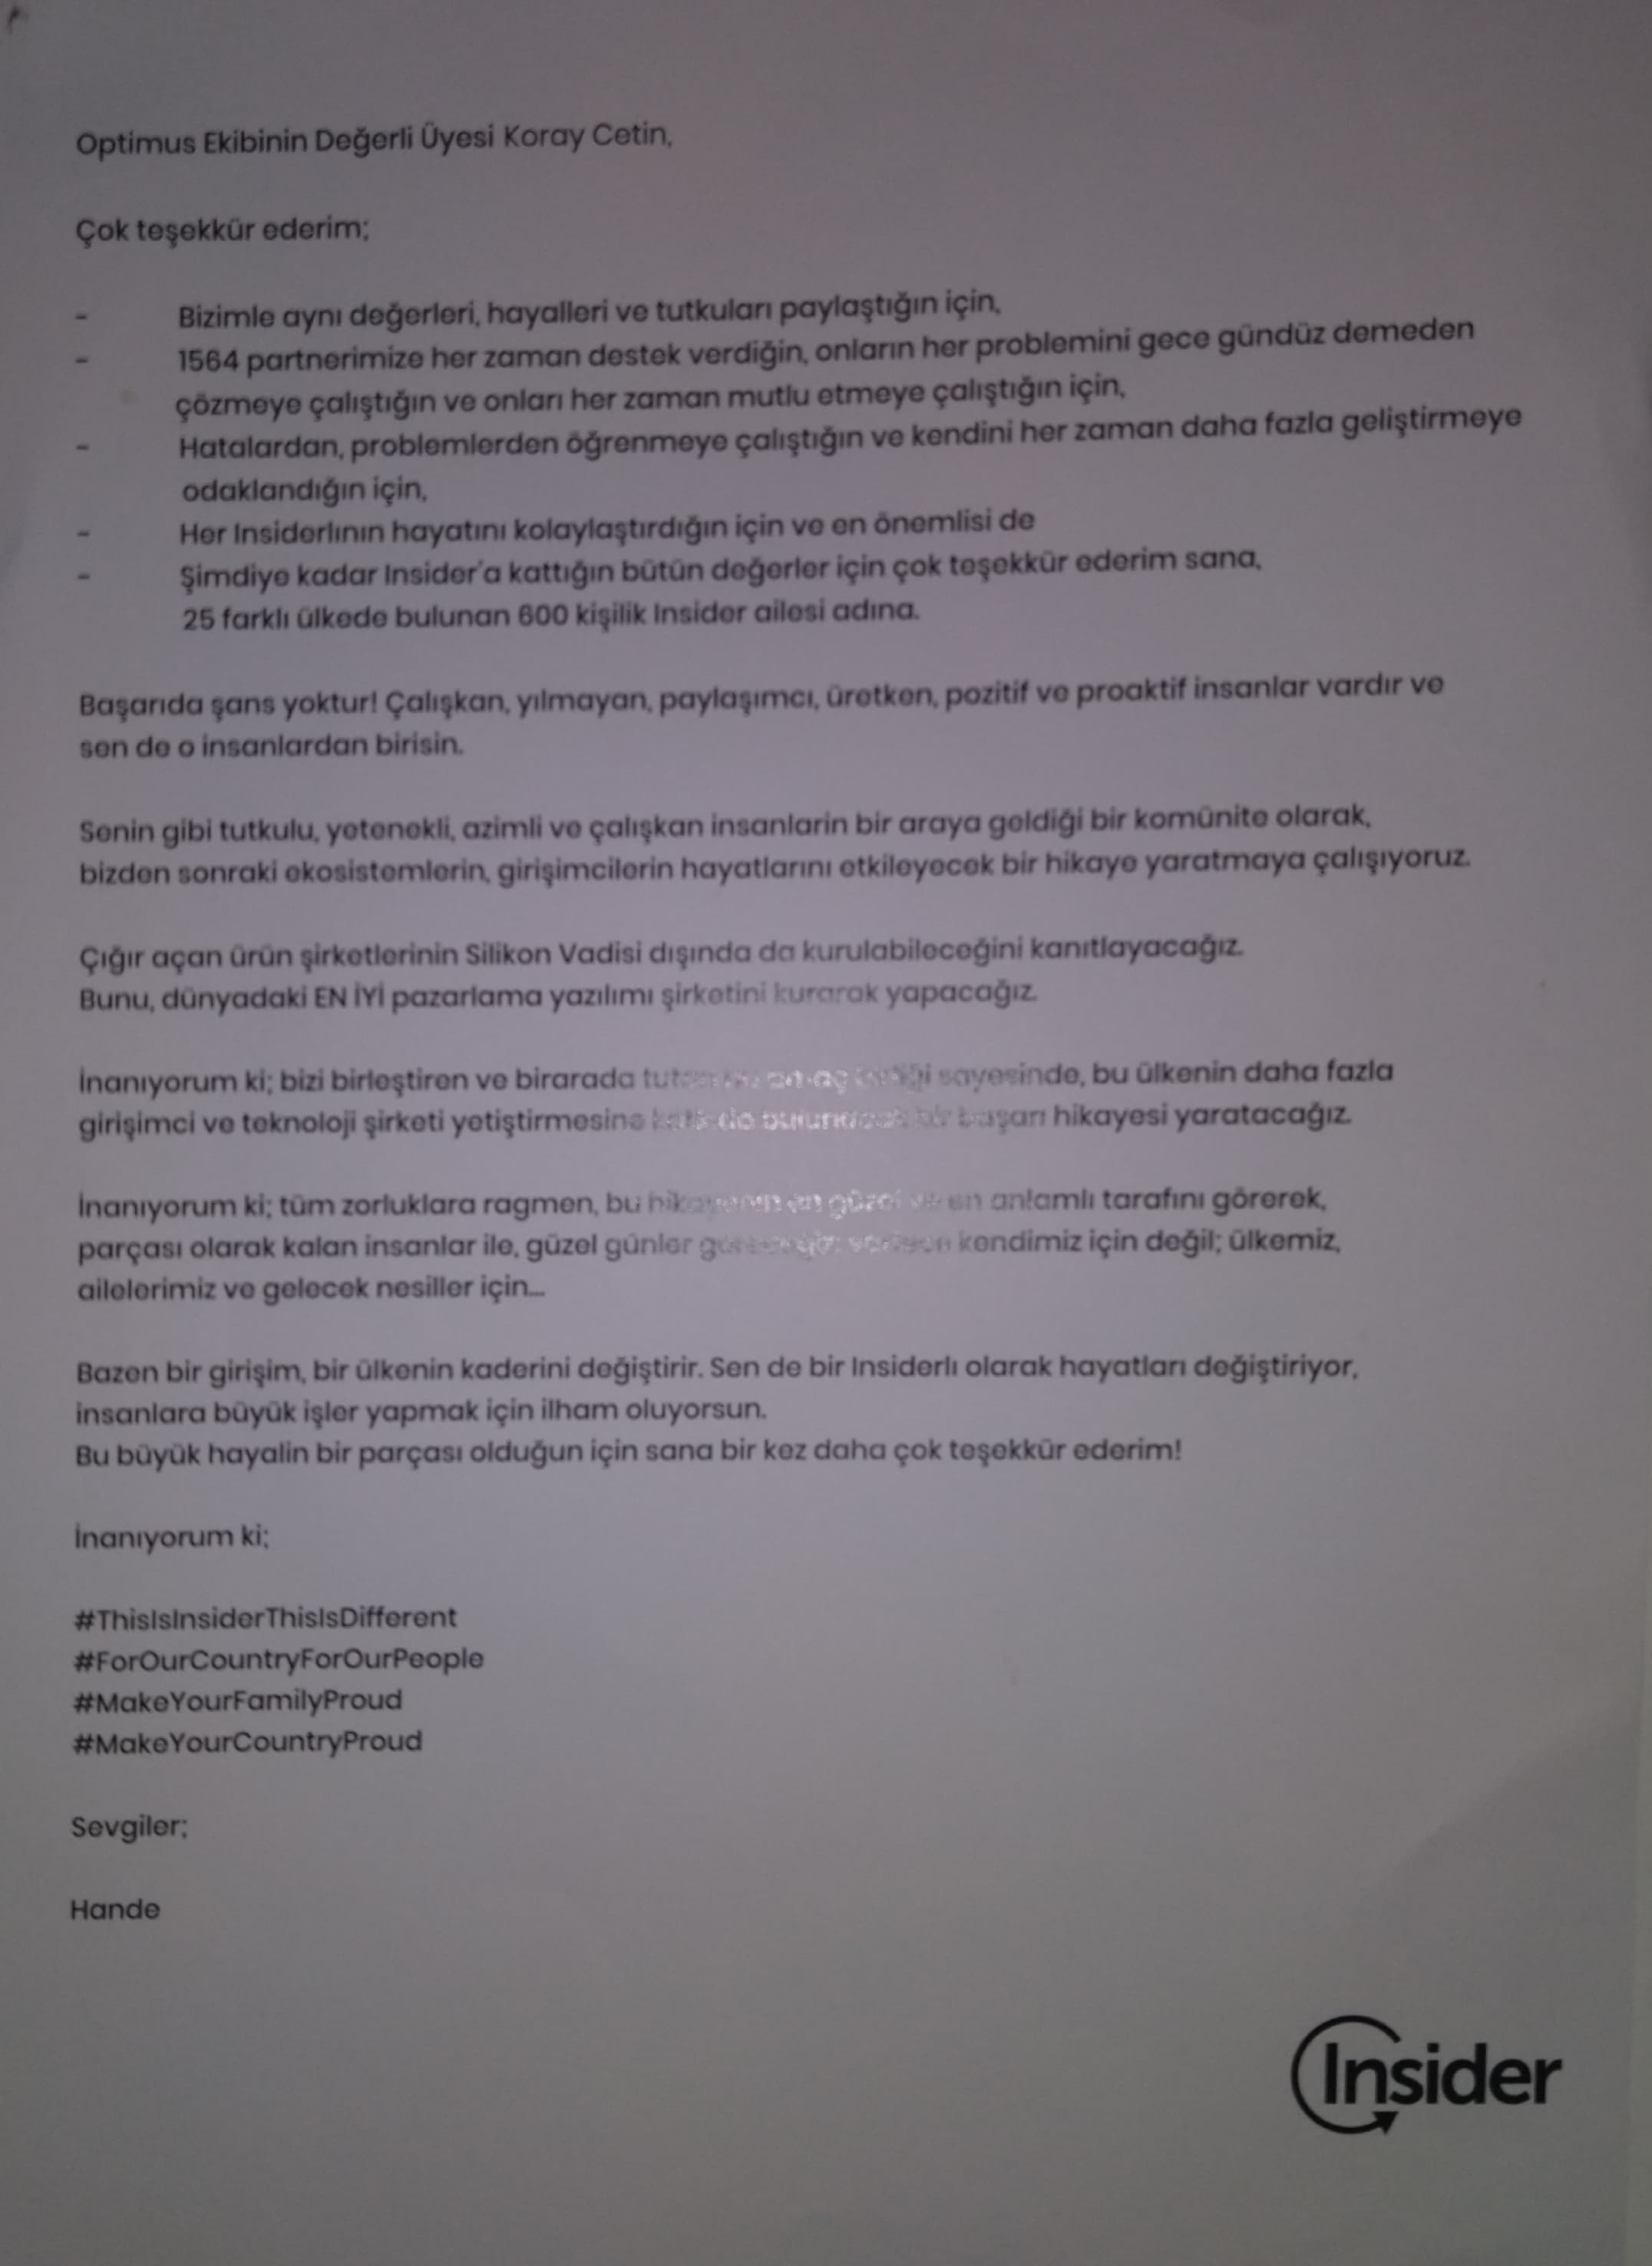 Optimus Ekibinin Değerli Üyesi Koray Cetin,
Çok teşekkür ederim;
- Bizimle aynı değerleri, hayalleri ve tutkuları paylaştığın için,
- 1564 partnerimize her zaman destek verdiğin, onların her problemini gece gündüz demeden
çözmeye çalıştığın ve onları her zaman mutlu etmeye çalıştığın için,
- Hatalardan, problemlerden öğrenmeye çalıştığın ve kendini her zaman daha fazla geliştirmeye
odaklandığın için,
- Her Insiderlının hayatını kolaylaştırdığın için ve en önemlisi de
- Şimdiye kadar Insider'a kattığın bütün değerler için çok teşekkür ederim sana,
25 farklı ülkede bulunan 600 kişilik Insider ailesi adına.
Başarıda şans yoktur! Çalışkan, yılmayan, paylaşımcı, üretken, pozitif ve proaktif insanlar vardır ve
sen de o insanlardan birisin.
Senin gibi tutkulu, yetenekli, azimli ve çalışkan insanlarin bir araya geldiği bir komünite olarak,
bizden sonraki ekosistemlerin, girişimcilerin hayatlarını etkileyecek bir hikaye yaratmaya çalışıyoruz.
Çığır açan ürün şirketlerinin Silikon Vadisi dışında da kurulabileceğini kanıtlayacağız.
Bunu, dünyadaki EN İYİ pazarlama yazılımı şirketini kurarak yapacağız.
İnanıyorum ki; bizi birleştiren ve birarada sayesinde, bu ülkenin daha fazla
girişimci ve teknoloji şirketi yetiştirmesine bir başarı hikayesi yaratacağız.
İnanıyorum ki; tüm zorluklara ragmen, bu en güzel ve en anlamlı tarafını görerek,
parçası olarak kalan insanlar ile, güzel günler kendimiz için değil; ülkemiz,
ailelerimiz ve gelecek nesiller için...
Bazen bir girişim, bir ülkenin kaderini değiştirir. Sen de bir Insiderlı olarak hayatları değiştiriyor,
insanlara büyük işler yapmak için ilham oluyorsun.
Bu büyük hayalin bir parçası olduğun için sana bir kez daha çok teşekkür ederim!
İnanıyorum ki;
#ThisIsInsiderThisIsDifferent
#ForOurCountryForOurPeople
#MakeYourFamilyProud
#MakeYourCountryProud
Sevgiler;
Hande
Insider